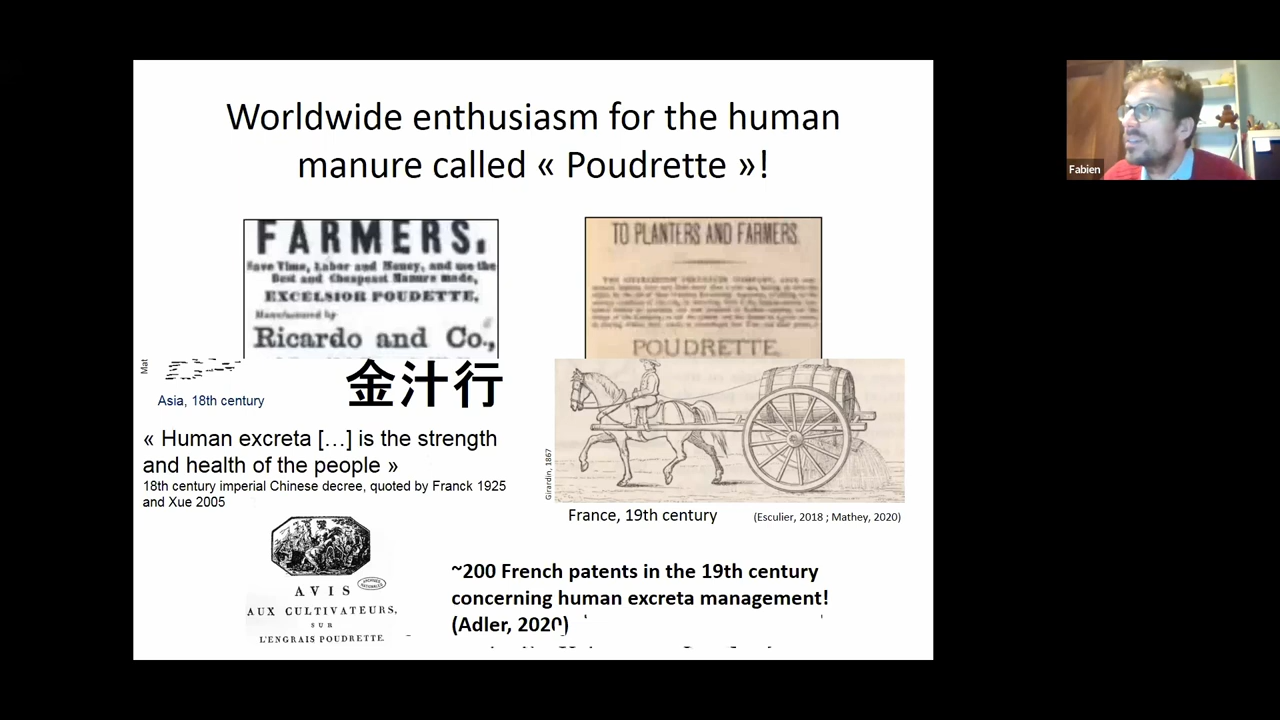 Worldwide enthusiasm for the human
manure called « Poudrette »!
FARMERS,
Save Time, Labor and Money, and use the
Best and Cheapest Manure made,
EXCELSIOR POUDETTE,
Manufactured by
Ricardo and Co.,
TO PLANTERS AND FARMERS.
POUDRETTE.
Mat
Asia, 18th century
金汁行
« Human excreta […] is the strength
and health of the people »
18th century imperial Chinese decree, quoted by Franck 1925
and Xue 2005
Girardin, 1867
France, 19th century
(Esculier, 2018 ; Mathey, 2020)
AVIS
AUX CULTIVATEURS,
SUR
L'ENGRAIS POUDRETTE.
~200 French patents in the 19th century
concerning human excreta management!
(Adler, 2020)
Fabien